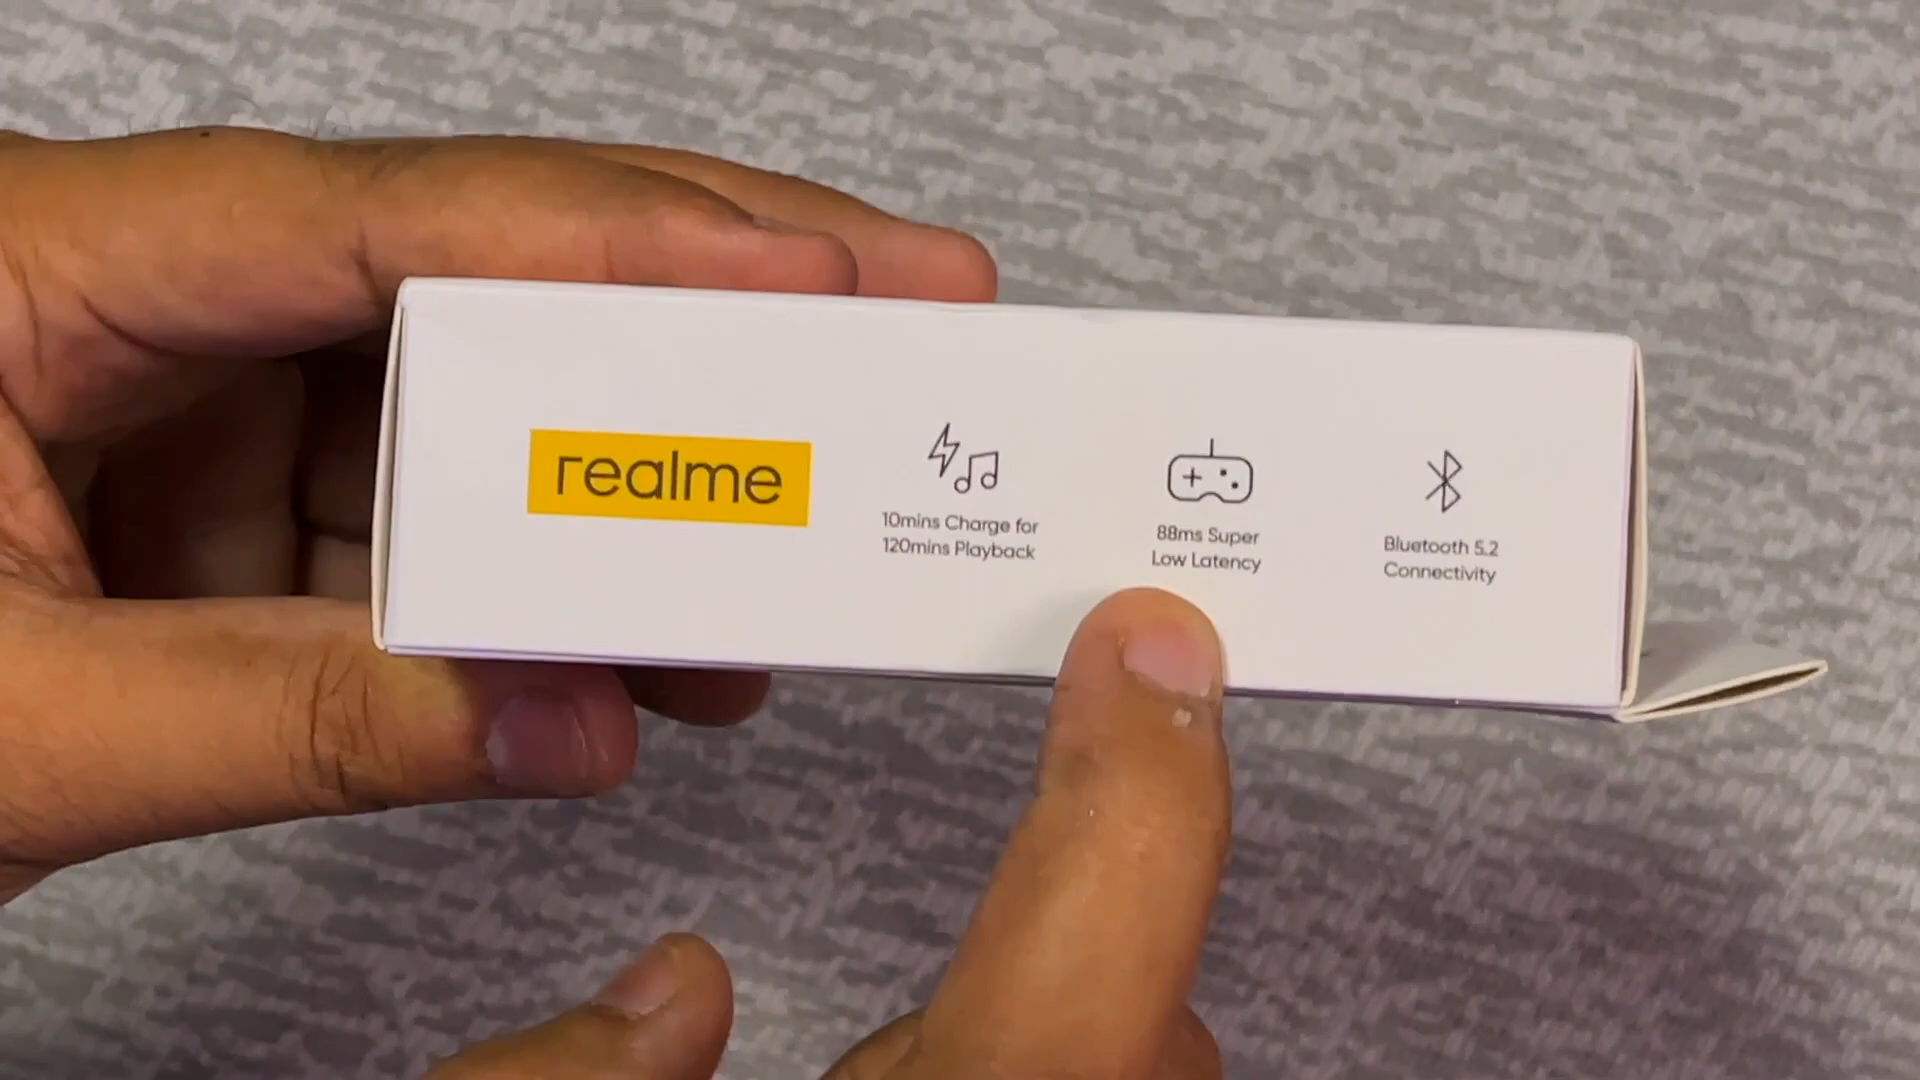 realme
10mins Charge for
120mins Playback
88ms Super
Low Latency
Bluetooth 5.2
Connectivity